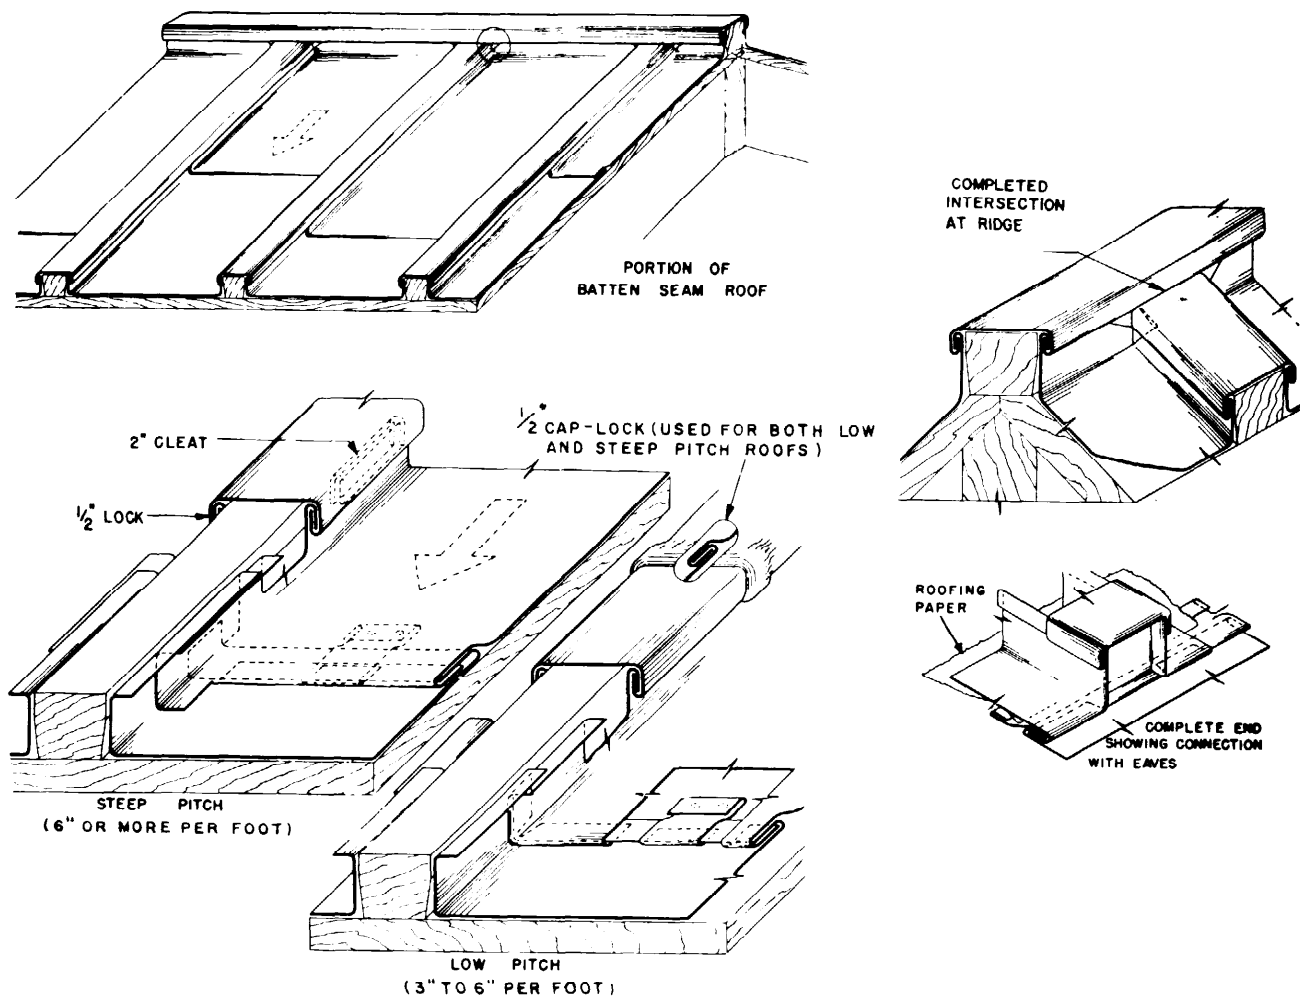 COMPLETED
INTERSECTION
AT RIDGE
PORTION OF
BATTEN SEAM ROOF
2" CLEAT
1/2" LOCK
1/2" CAP-LOCK (USED FOR BOTH LOW
AND STEEP PITCH ROOFS)
ROOFING
PAPER
COMPLETE END
SHOWING CONNECTION
WITH EAVES
STEEP PITCH
(6" OR MORE PER FOOT)
LOW PITCH
(3" TO 6" PER FOOT)